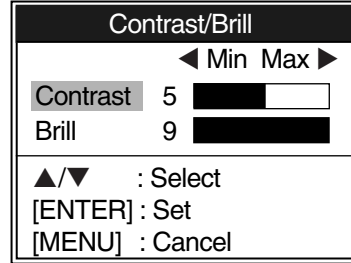 Contrast/Brill
◀ Min Max ▶
Contrast 5
Brill 9
▲/▼ : Select
[ENTER] : Set
[MENU] : Cancel